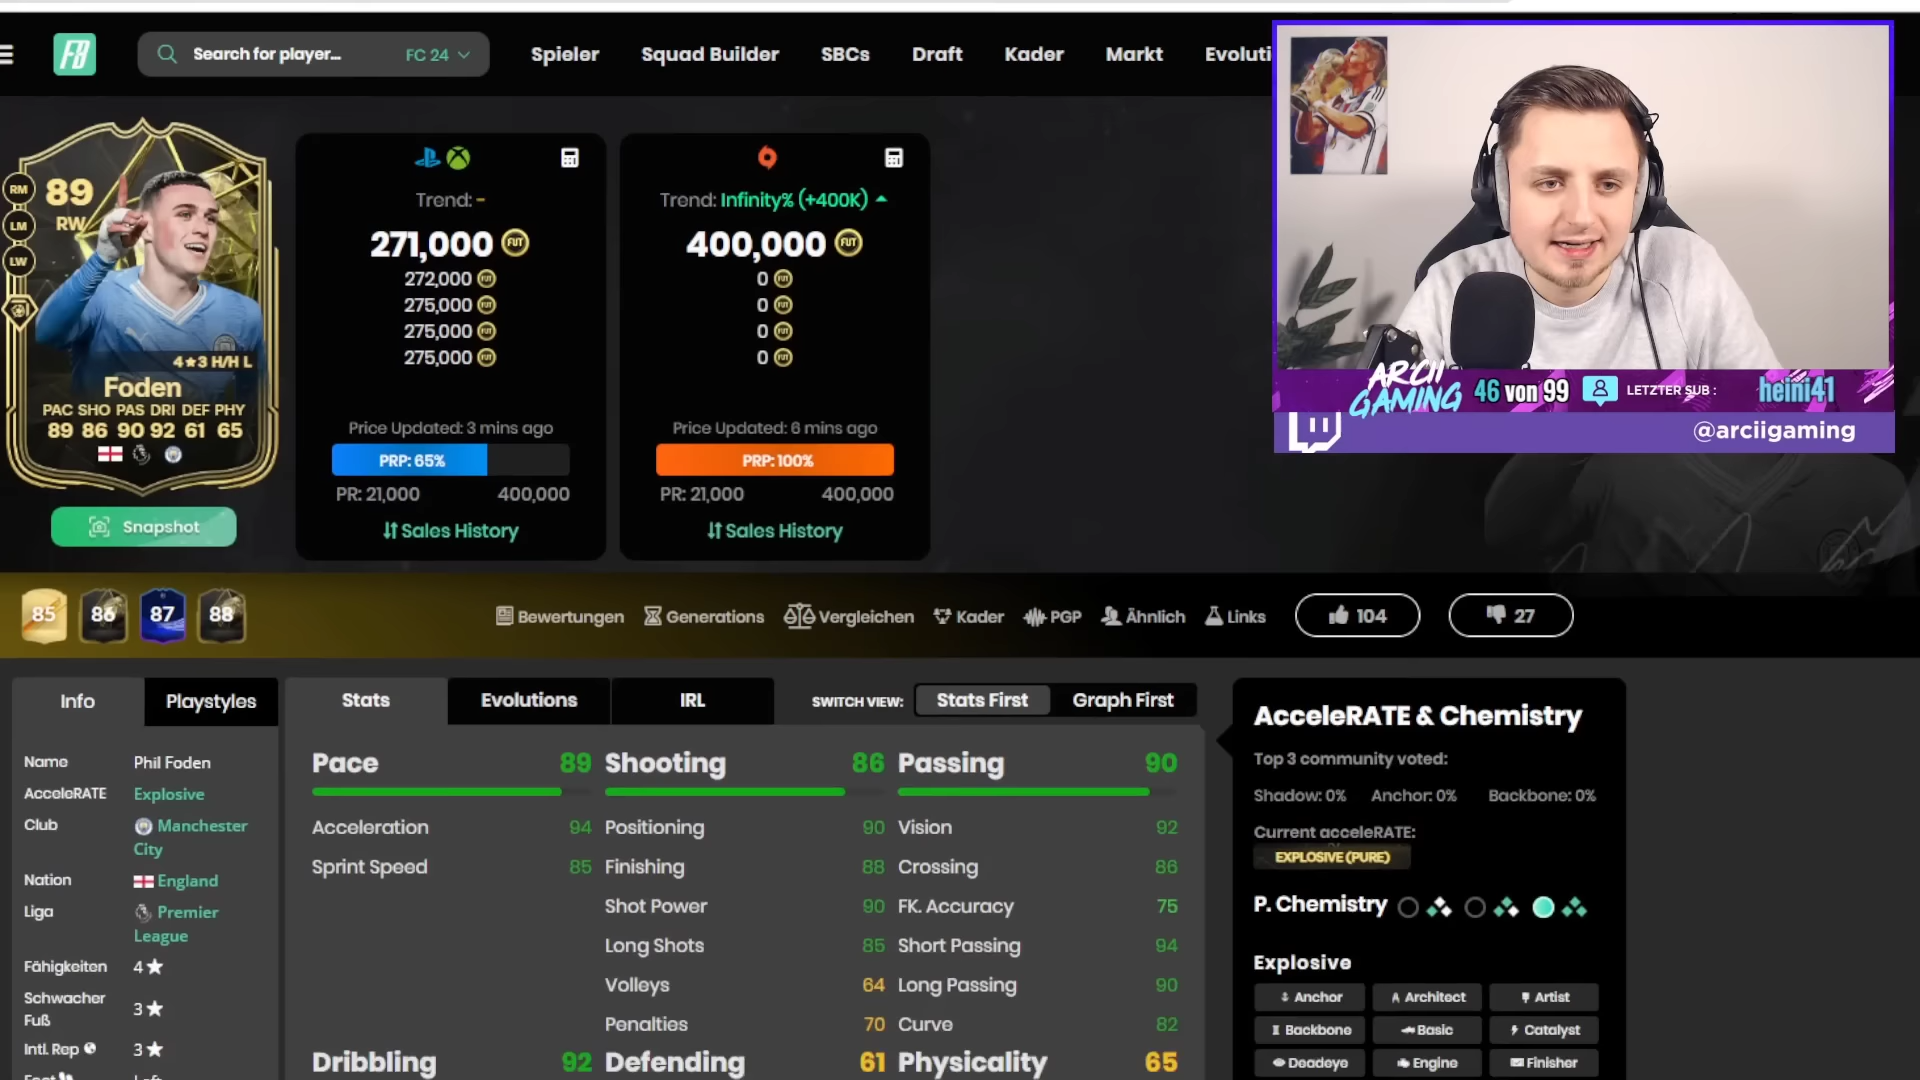 Search for player...
FC 24
Spieler
Squad Builder
SBCs
Draft
Kader
Markt
Evoluti
RM
LM
LW
89
RW
4★3 H/H L
Foden
PAC SHO PAS DRI DEF PHY
89 86 90 92 61 65
Snapshot
Trend: -
271,000
272,000
275,000
275,000
275,000
Price Updated: 3 mins ago
PRP: 65%
PR: 21,000
400,000
Sales History
Trend: Infinity% (+400K)
400,000
0
0
0
0
Price Updated: 6 mins ago
PRP: 100%
PR: 21,000
400,000
Sales History
ARCII GAMING
46 von 99
LETZTER SUB :
heini41
@arciigaming
85
86
87
88
Bewertungen
Generations
Vergleichen
Kader
PGP
Ähnlich
Links
104
27
Info
Playstyles
Name Phil Foden
AcceleRATE Explosive
Club Manchester
City
Nation England
Liga Premier
League
Fähigkeiten 4★
Schwacher
Fuß 3★
Intl. Rep 3★
Stats
Evolutions
IRL
SWITCH VIEW:
Stats First
Graph First
Pace 89
Acceleration 94
Sprint Speed 85
Shooting 86
Positioning 90
Finishing 88
Shot Power 90
Long Shots 85
Volleys 64
Penalties 70
Passing 90
Vision 92
Crossing 86
FK. Accuracy 75
Short Passing 94
Long Passing 90
Curve 82
Dribbling 92
Defending 61
Physicality 65
AcceleRATE & Chemistry
Top 3 community voted:
Shadow: 0% Anchor: 0% Backbone: 0%
Current acceleRATE:
EXPLOSIVE (PURE)
P. Chemistry
Explosive
Anchor Architect Artist
Backbone Basic Catalyst
Deadeye Engine Finisher